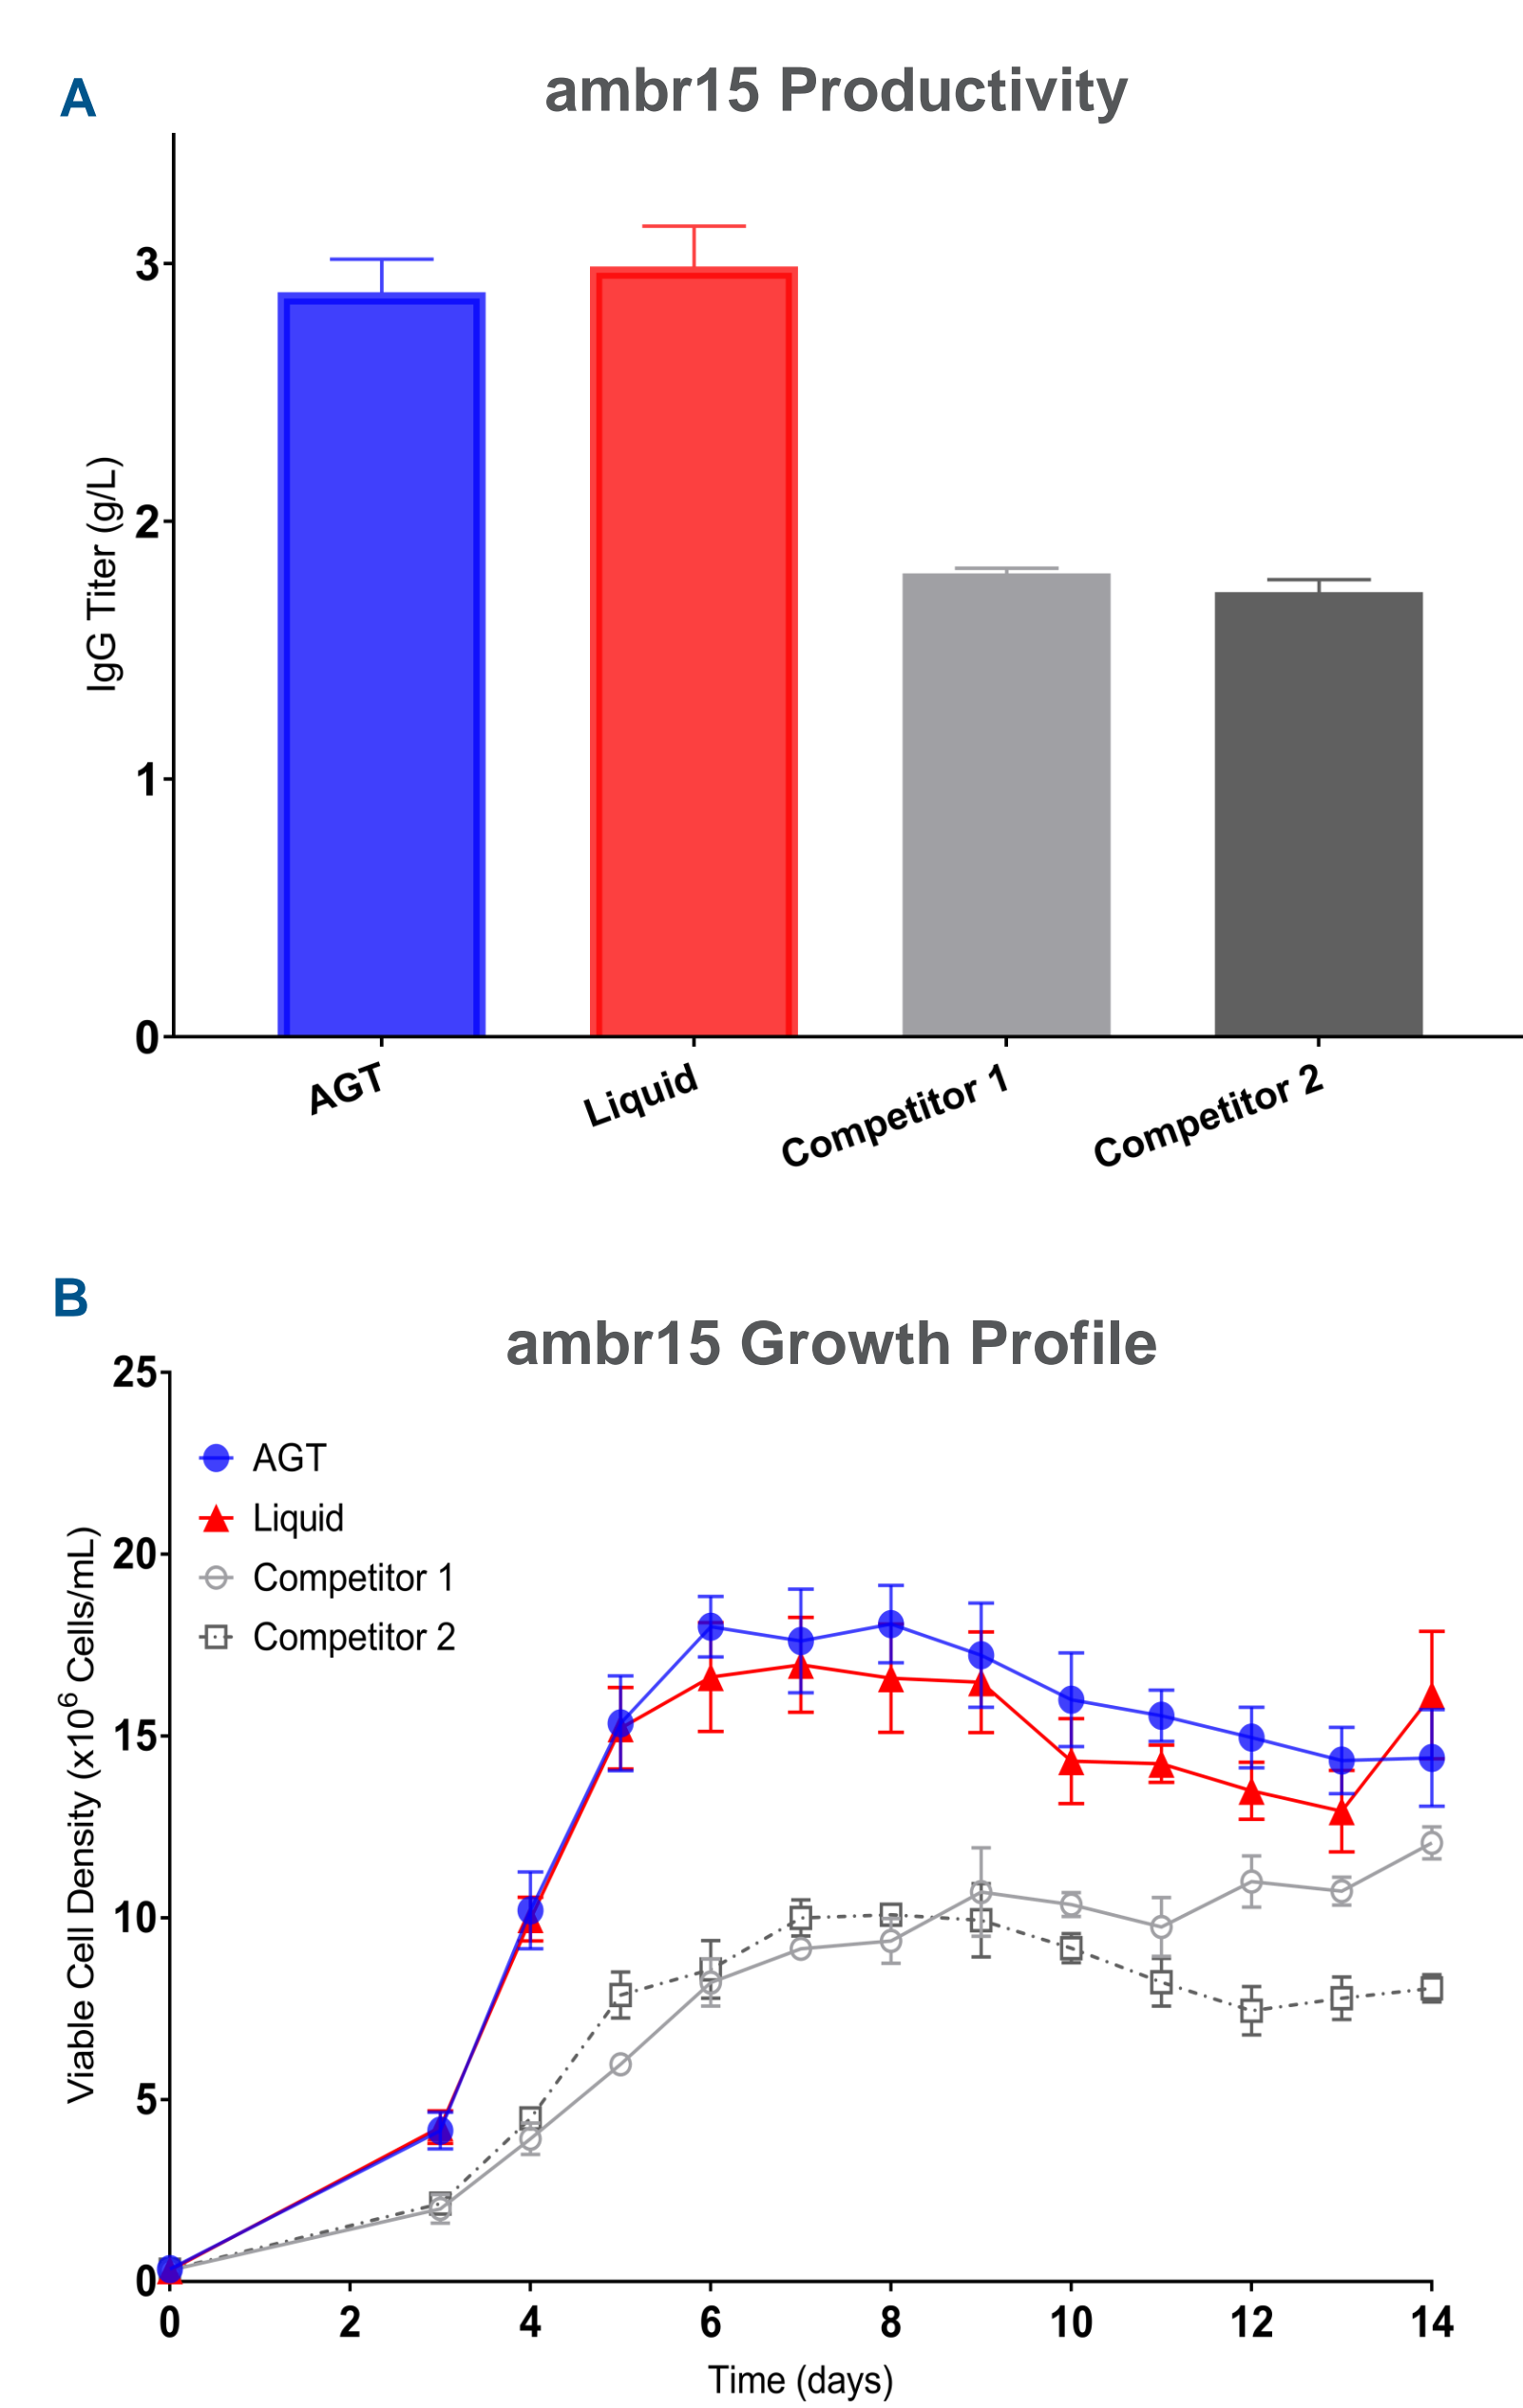 A
ambr15 Productivity
IgG Titer (g/L)
3
2
1
0
AGT
Liquid
Competitor 1
Competitor 2
B
ambr15 Growth Profile
Viable Cell Density (x10⁶ Cells/mL)
25
20
15
10
5
0
AGT
Liquid
Competitor 1
Competitor 2
0 2 4 6 8 10 12 14
Time (days)